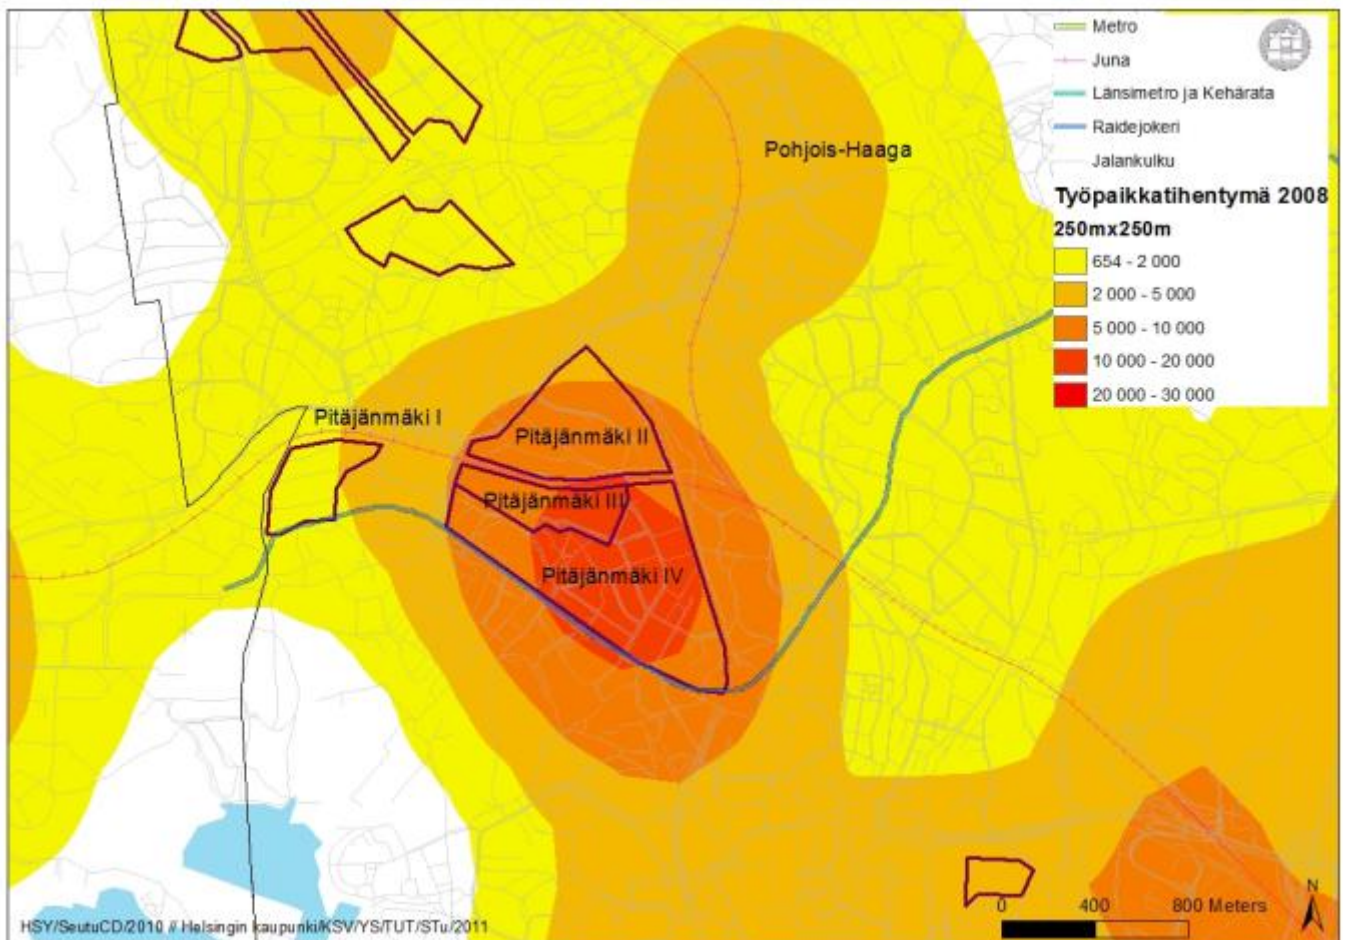 Metro
Juna
Länsimetro ja Kehärata
Raidejokeri
Jalankulku
Työpaikkatihentymä 2008
250mx250m
654 - 2 000
2 000 - 5 000
5 000 - 10 000
10 000 - 20 000
20 000 - 30 000
Pohjois-Haaga
Pitäjänmäki I
Pitäjänmäki II
Pitäjänmäki III
Pitäjänmäki IV
N
0 400 800 Meters
HSY/SeutuCD/2010 // Helsingin kaupunki/KSV/YS/TUT/STu/2011